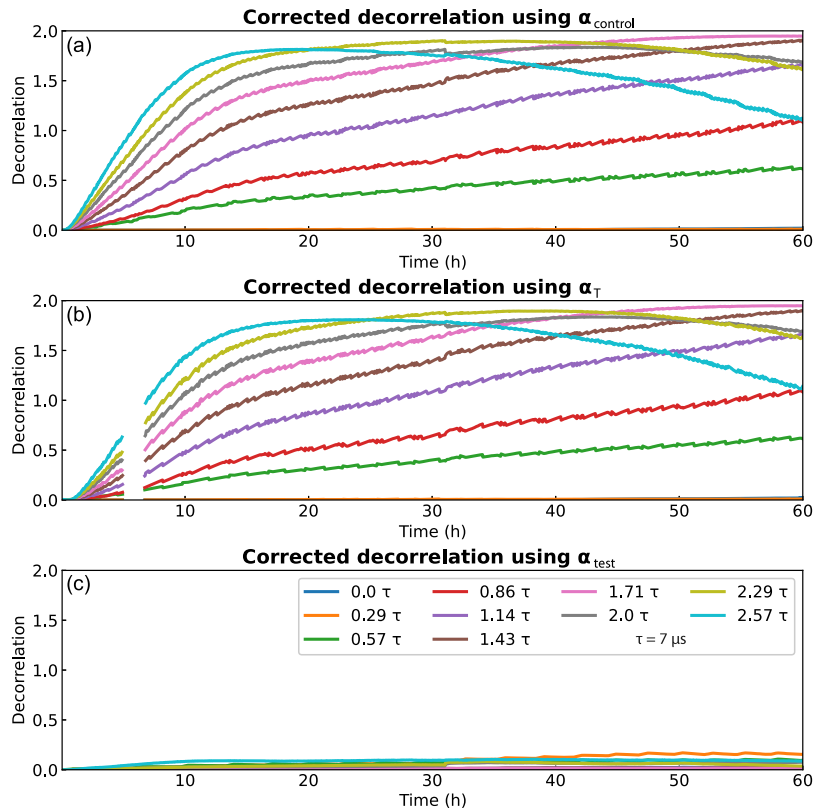 Corrected decorrelation using α control
(a)
2.0
1.5
1.0
0.5
0.0
Decorrelation
10 20 30 40 50 60
Time (h)
Corrected decorrelation using α T
(b)
2.0
1.5
1.0
0.5
0.0
Decorrelation
10 20 30 40 50 60
Time (h)
Corrected decorrelation using α test
(c)
2.0
1.5
1.0
0.5
0.0
Decorrelation
0.0 τ 0.86 τ 1.71 τ 2.29 τ
0.29 τ 1.14 τ 2.0 τ 2.57 τ
0.57 τ 1.43 τ τ = 7 μs
10 20 30 40 50 60
Time (h)